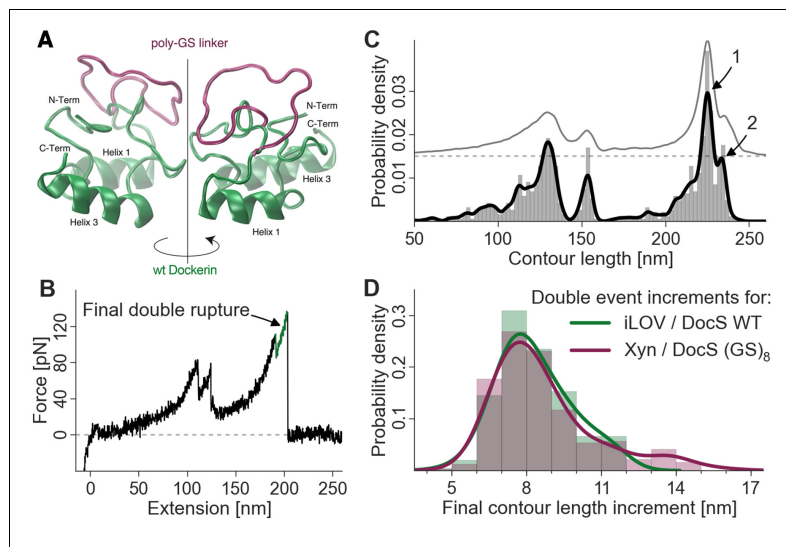 A
poly-GS linker
N-Term
C-Term
Helix 1
Helix 3
N-Term
C-Term
Helix 3
Helix 1
wt Dockerin
B
Final double rupture
Force [pN]
120
80
40
0
0
50
100
150
200
250
Extension [nm]
C
1
2
Probability density
0.03
0.02
0.01
50
100
150
200
250
Contour length [nm]
D
Double event increments for:
iLOV / DocS WT
Xyn / DocS (GS)8
Probability density
0.3
0.2
0.1
5
8
11
14
17
Final contour length increment [nm]